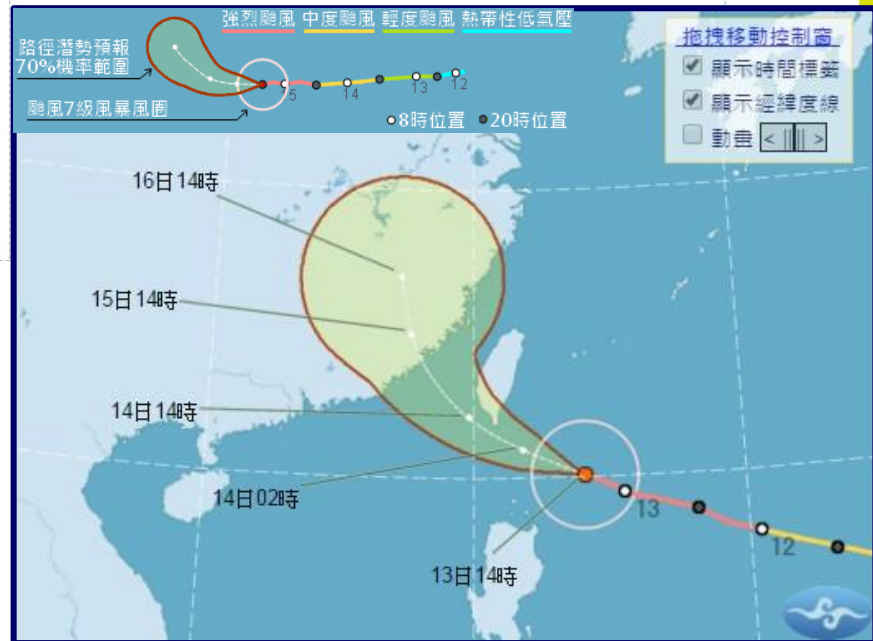 強烈颱風 中度颱風 輕度颱風 熱帶性低氣壓
路徑潛勢預報
70%機率範圍
15 14 13 12
颱風7級風暴風圈
8時位置 20時位置
拖拽移動控制窗
顯示時間標籤
顯示經緯度線
動畫 < >
16日14時
15日14時
14日14時
14日02時
13日14時
13
12